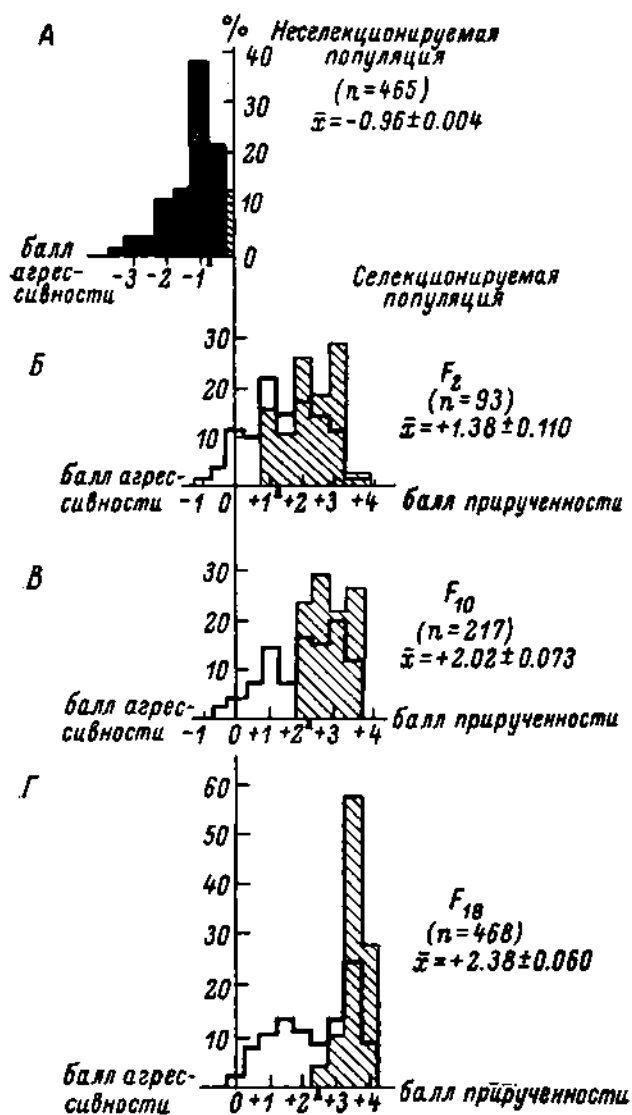 А
%
Неселекционируемая
популяция
(n=465)
x̄=-0.96±0.004
40
30
20
10
0
балл
агрес-
сивности
-3 -2 -1
Селекционируемая
популяция
Б
30
20
10
F₂
(n=93)
x̄=+1.38±0.110
балл агрес-
сивности
-1 0 +1 +2 +3 +4
балл прирученности
В
30
20
10
F₁₀
(n=217)
x̄=+2.02±0.073
балл агрес-
сивности
-1 0 +1 +2 +3 +4
балл прирученности
Г
60
50
40
30
20
10
F₁₈
(n=468)
x̄=+2.38±0.060
балл агрес-
сивности
0 +1 +2 +3 +4
балл прирученности